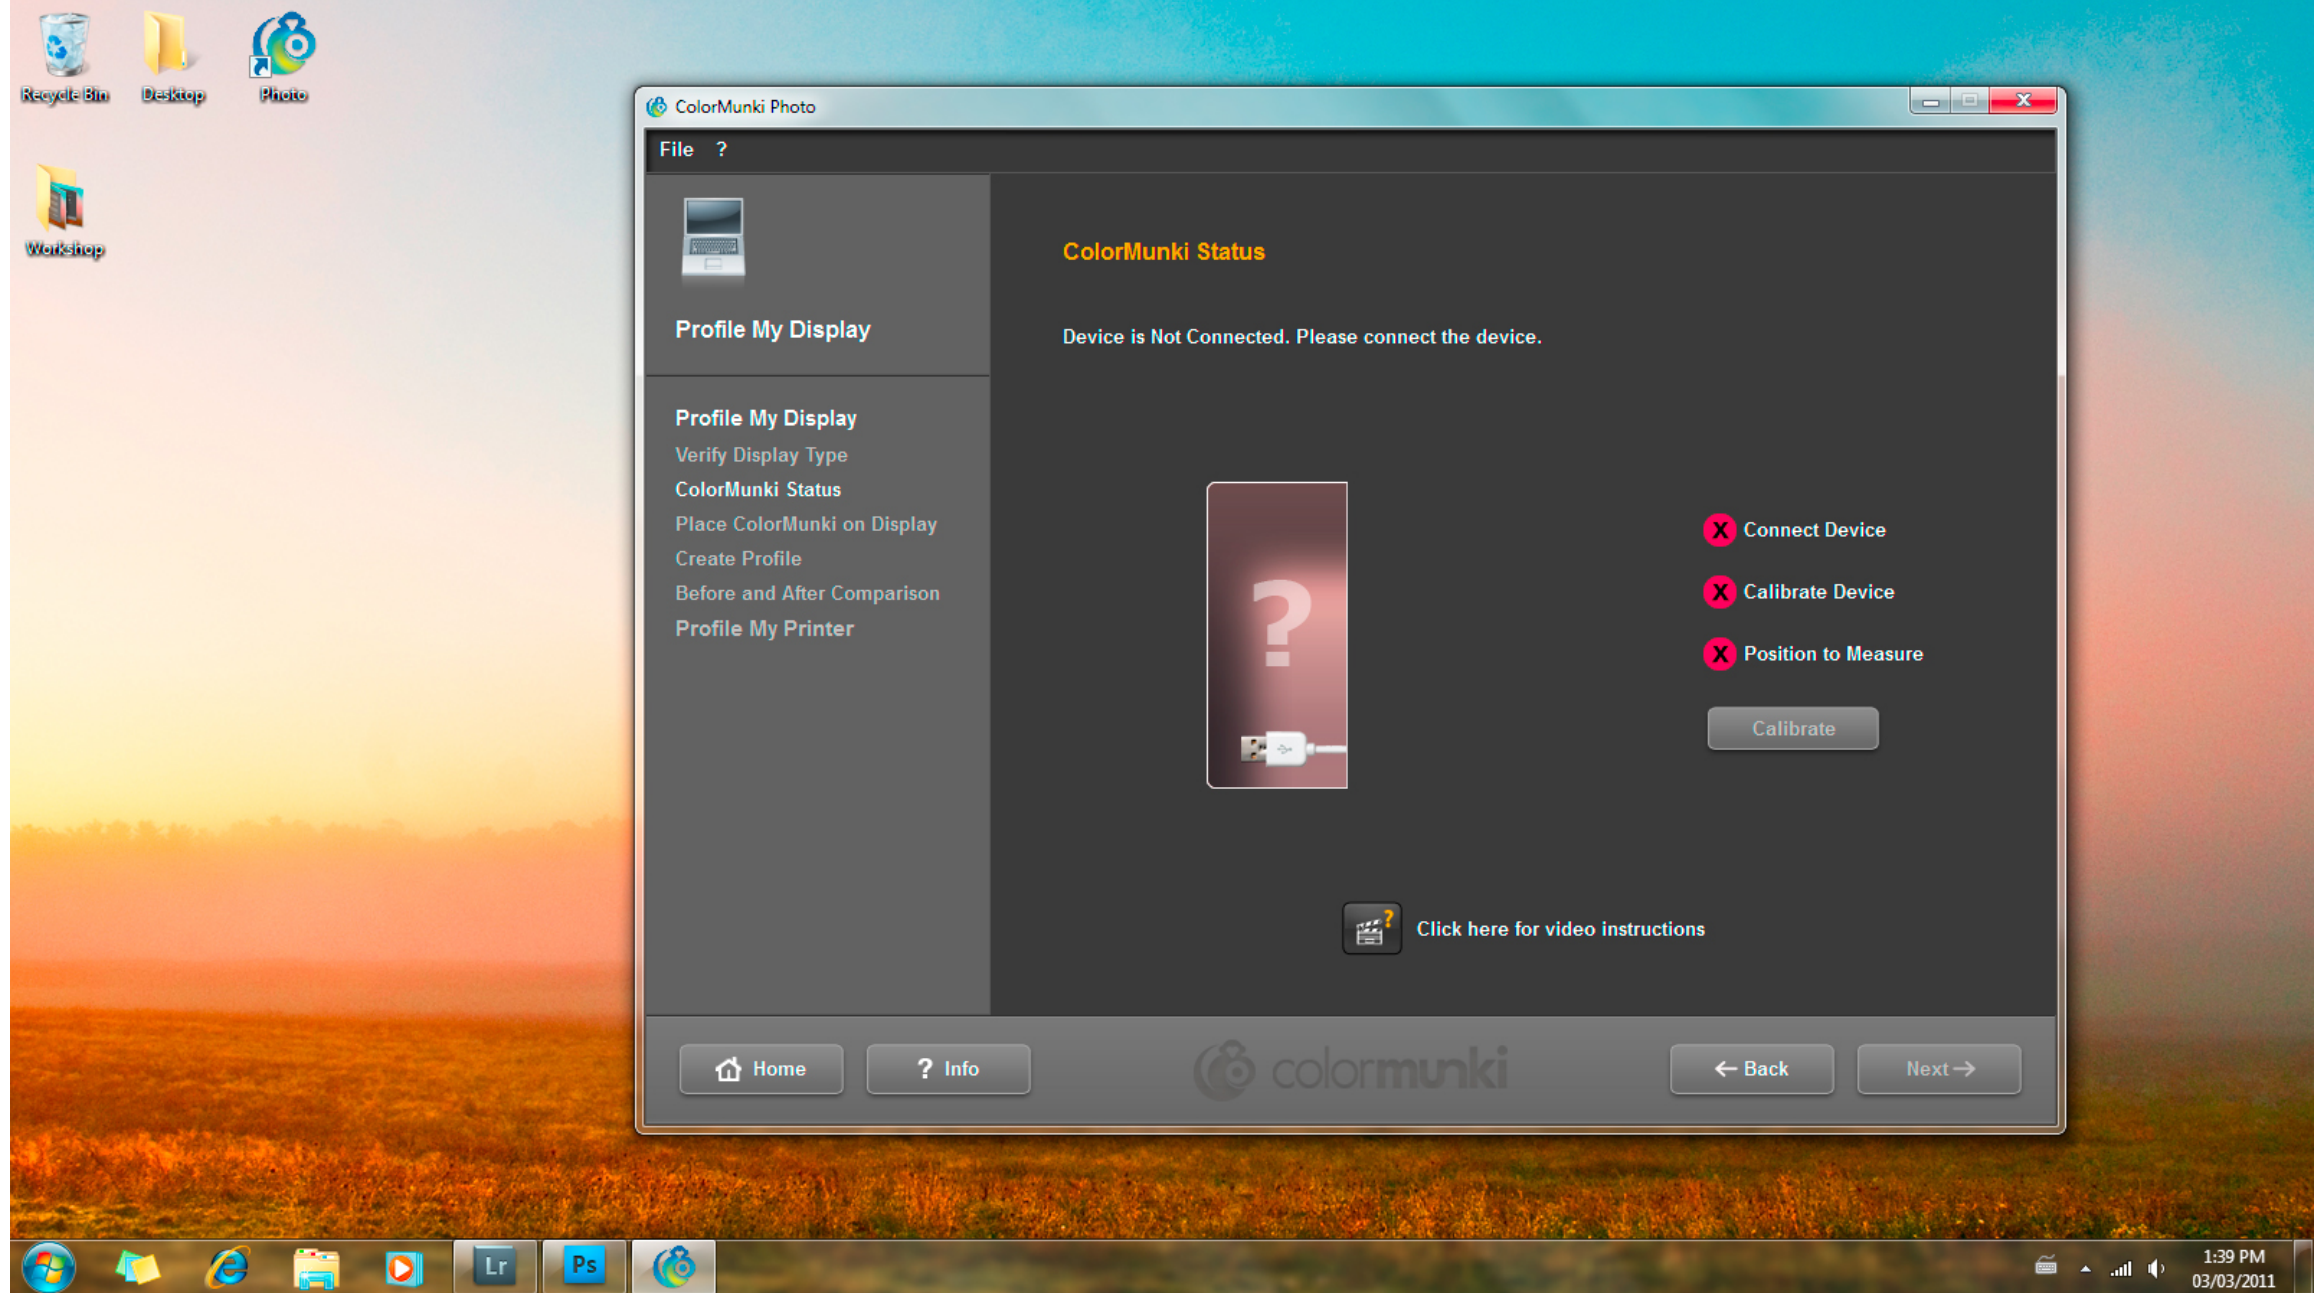 Recycle Bin
Desktop
Photo
Workshop
ColorMunki Photo
File ?
Profile My Display
Profile My Display
Verify Display Type
ColorMunki Status
Place ColorMunki on Display
Create Profile
Before and After Comparison
Profile My Printer
ColorMunki Status
Device is Not Connected. Please connect the device.
?
X Connect Device
X Calibrate Device
X Position to Measure
Calibrate
? Click here for video instructions
Home
? Info
colormunki
← Back
Next →
Lr
Ps
1:39 PM
03/03/2011